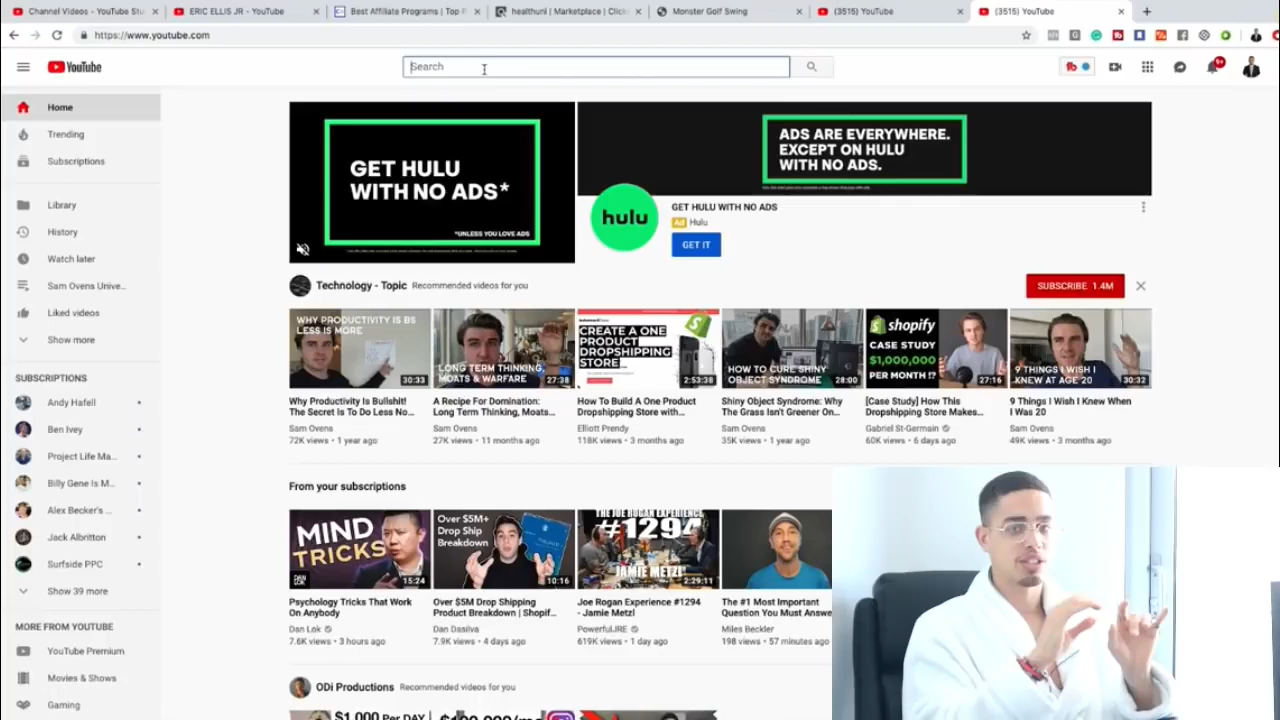 Channel Videos - YouTube Stu
ERIC ELLIS JR - YouTube
Best Affiliate Programs | Top P
healthuni | Marketplace | Click
Monster Golf Swing
(3515) YouTube
(3515) YouTube
https://www.youtube.com
YouTube
Search
9+
Home
Trending
Subscriptions
Library
History
Watch later
Sam Ovens Unive...
Liked videos
Show more
SUBSCRIPTIONS
Andy Hafell
Ben Ivey
Project Life Ma...
Billy Gene Is M...
Alex Becker's ...
Jack Albritton
Surfside PPC
Show 39 more
MORE FROM YOUTUBE
YouTube Premium
Movies & Shows
Gaming
GET HULU
WITH NO ADS*
*UNLESS YOU LOVE ADS
ADS ARE EVERYWHERE.
EXCEPT ON HULU
WITH NO ADS.
hulu
GET HULU WITH NO ADS
Ad Hulu
GET IT
Technology - Topic Recommended videos for you
SUBSCRIBE 1.4M
WHY PRODUCTIVITY IS BS
LESS IS MORE
30:33
LONG TERM THINKING,
MOATS & WARFARE
27:38
CREATE A ONE
PRODUCT
DROPSHIPPING
STORE
2:53:38
HOW TO CURE SHINY
OBJECT SYNDROME
28:00
shopify
CASE STUDY
$1,000,000
PER MONTH !?
27:16
9 THINGS I WISH I
KNEW AT AGE 20
30:32
Why Productivity Is Bullshit!
The Secret Is To Do Less No...
Sam Ovens
72K views • 1 year ago
A Recipe For Domination:
Long Term Thinking, Moats...
Sam Ovens
27K views • 11 months ago
How To Build A One Product
Dropshipping Store with...
Elliott Prendy
118K views • 3 months ago
Shiny Object Syndrome: Why
The Grass Isn't Greener On...
Sam Ovens
35K views • 1 year ago
[Case Study] How This
Dropshipping Store Makes...
Gabriel St-Germain
60K views • 6 days ago
9 Things I Wish I Knew When
I Was 20
Sam Ovens
49K views • 3 months ago
From your subscriptions
MIND
TRICKS
DAN
LOK
15:24
Over $5M+
Drop Ship
Breakdown
10:16
THE JOE ROGAN EXPERIENCE
#1294
JAMIE METZL
2:29:11
Psychology Tricks That Work
On Anybody
Dan Lok
7.6K views • 3 hours ago
Over $5M Drop Shipping
Product Breakdown | Shopif...
Dan Dasilva
7.9K views • 4 days ago
Joe Rogan Experience #1294
- Jamie Metzl
PowerfulJRE
619K views • 1 day ago
The #1 Most Important
Question You Must Answe
Miles Beckler
198 views • 57 minutes ago
ODi Productions Recommended videos for you
$1,000 Per DAY